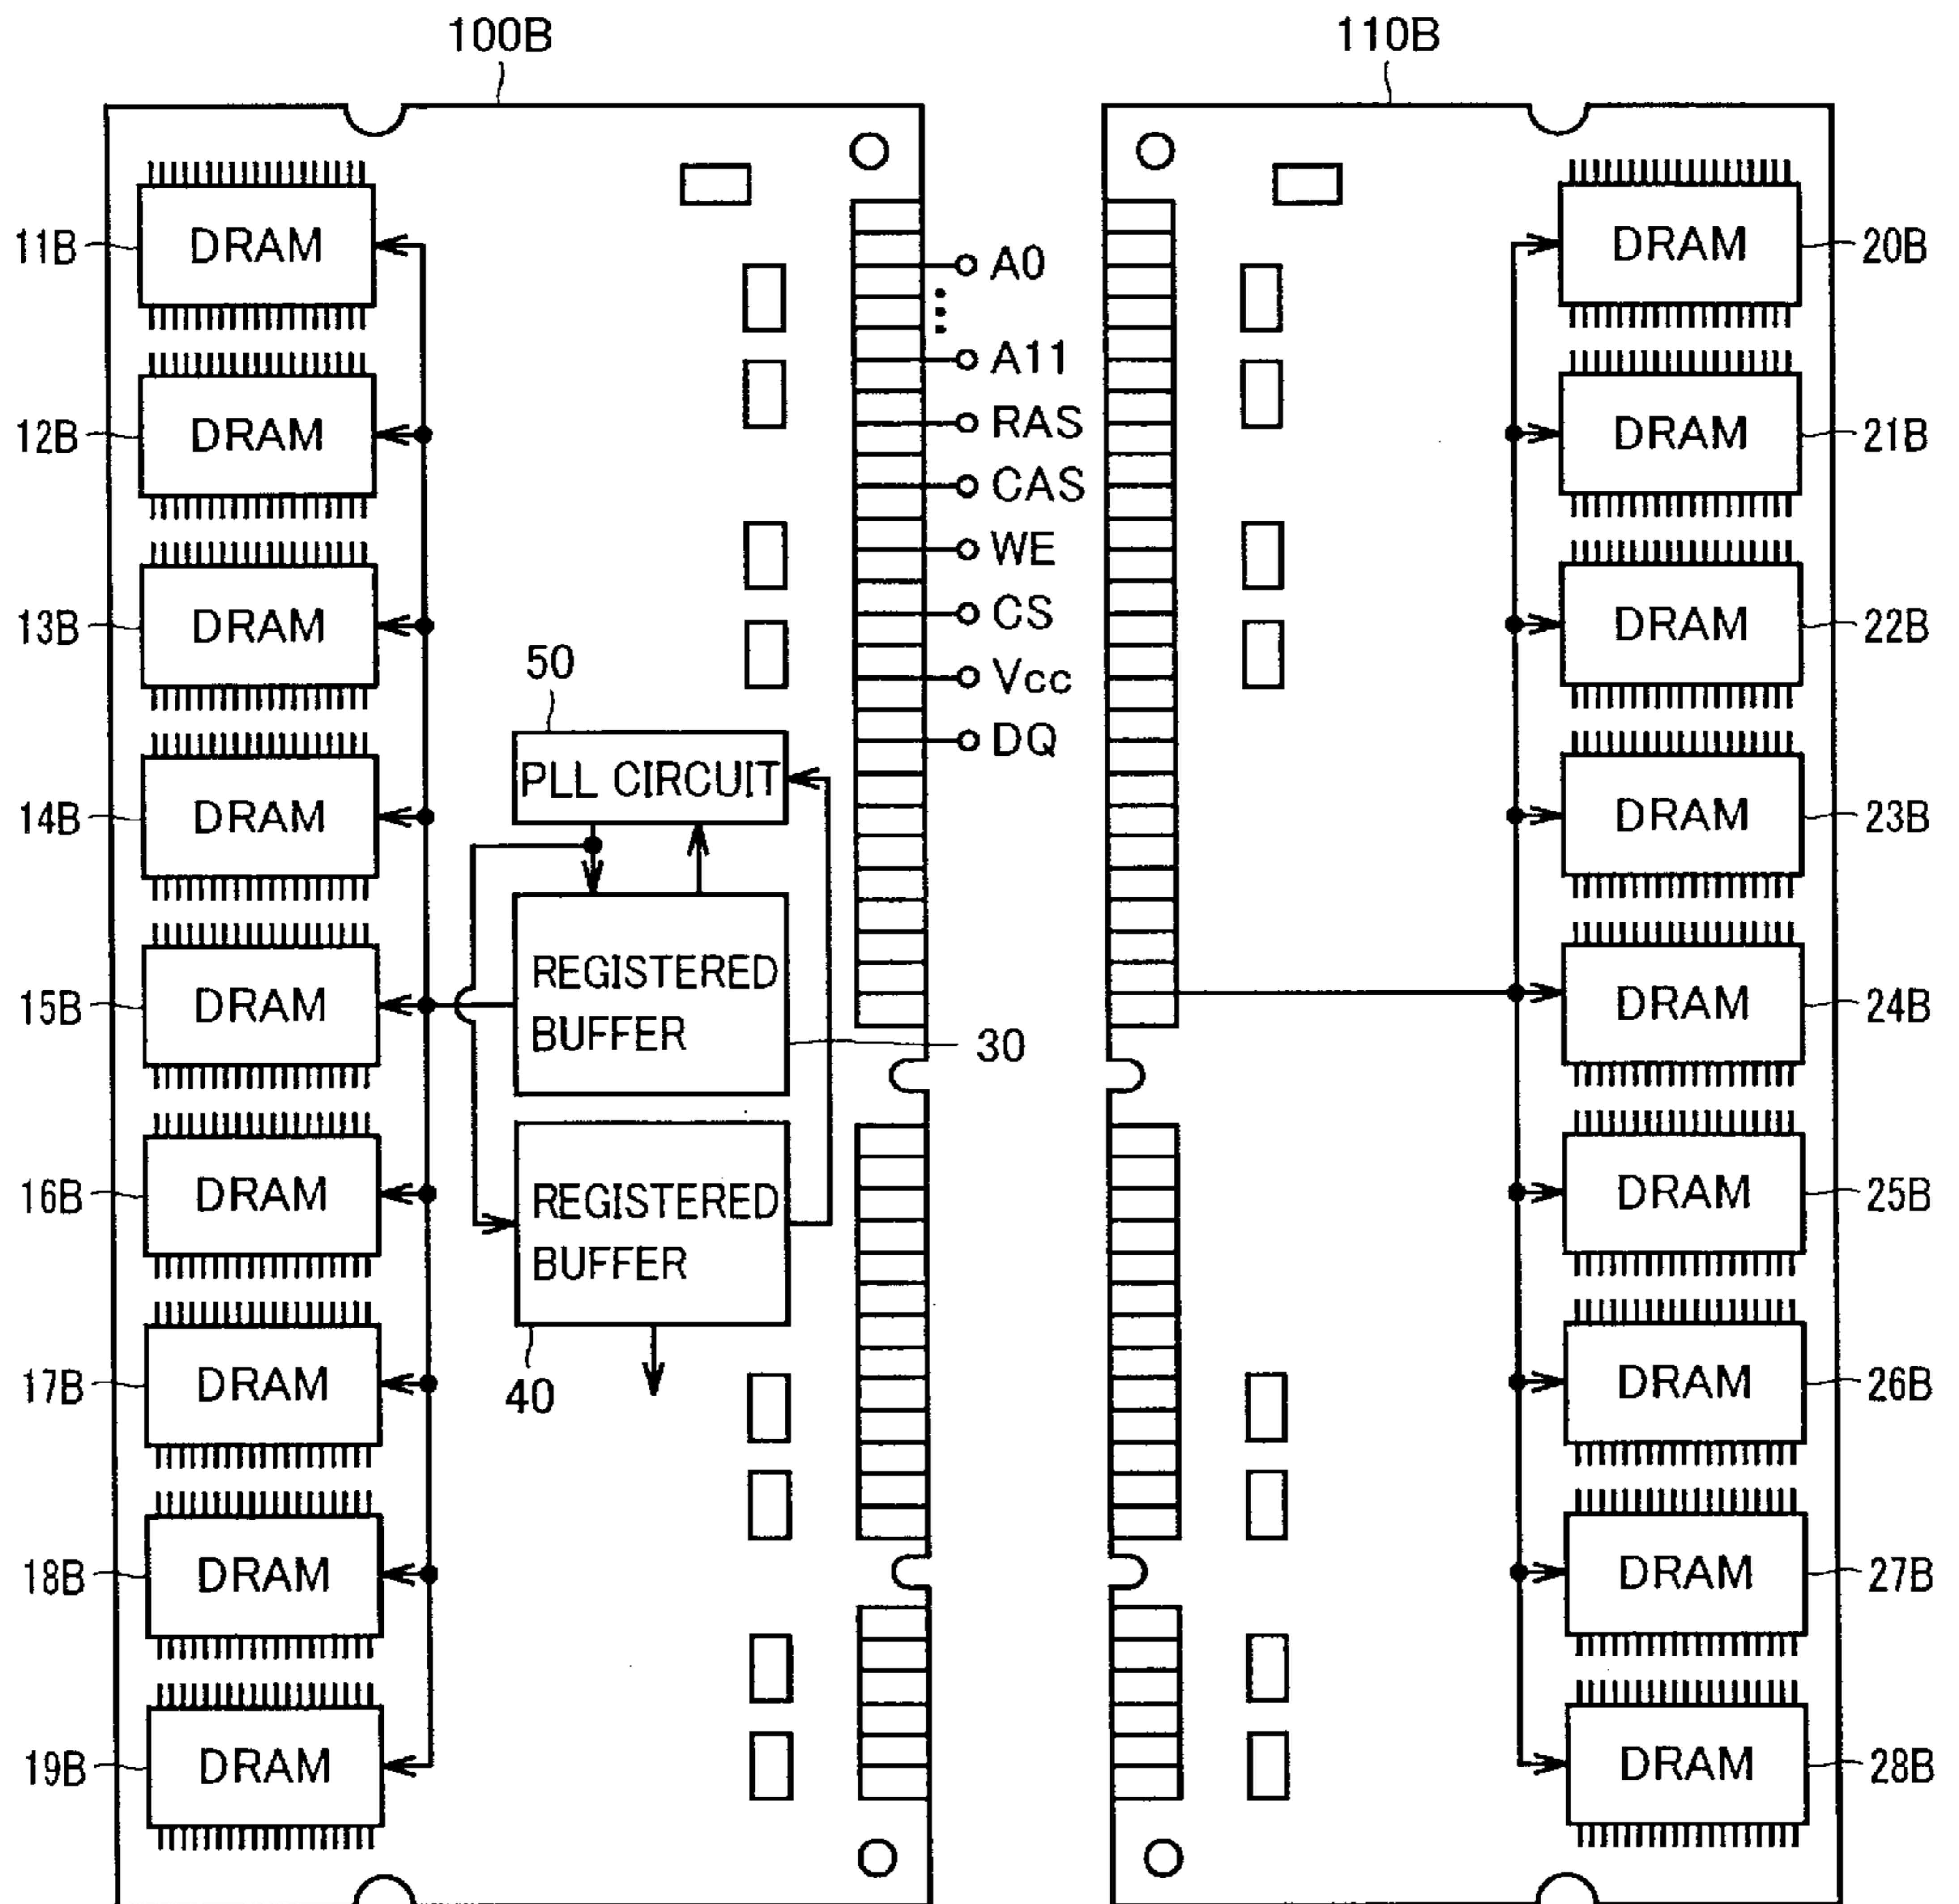 100B
110B
11B
DRAM
12B
DRAM
13B
DRAM
14B
DRAM
15B
DRAM
16B
DRAM
17B
DRAM
18B
DRAM
19B
DRAM
50
PLL CIRCUIT
REGISTERED
BUFFER
30
REGISTERED
BUFFER
40
A0
A11
RAS
CAS
WE
CS
Vcc
DQ
DRAM
20B
DRAM
21B
DRAM
22B
DRAM
23B
DRAM
24B
DRAM
25B
DRAM
26B
DRAM
27B
DRAM
28B